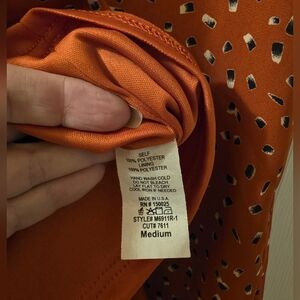 SELF
100% POLYESTER
LINING
100% POLYESTER
HAND WASH COLD
DO NOT BLEACH
LAY FLAT TO DRY
COOL IRON IF NEEDED
MADE IN U.S.A.
RN # 150025
STYLE# M6911R-1
CUT# 7611
Medium